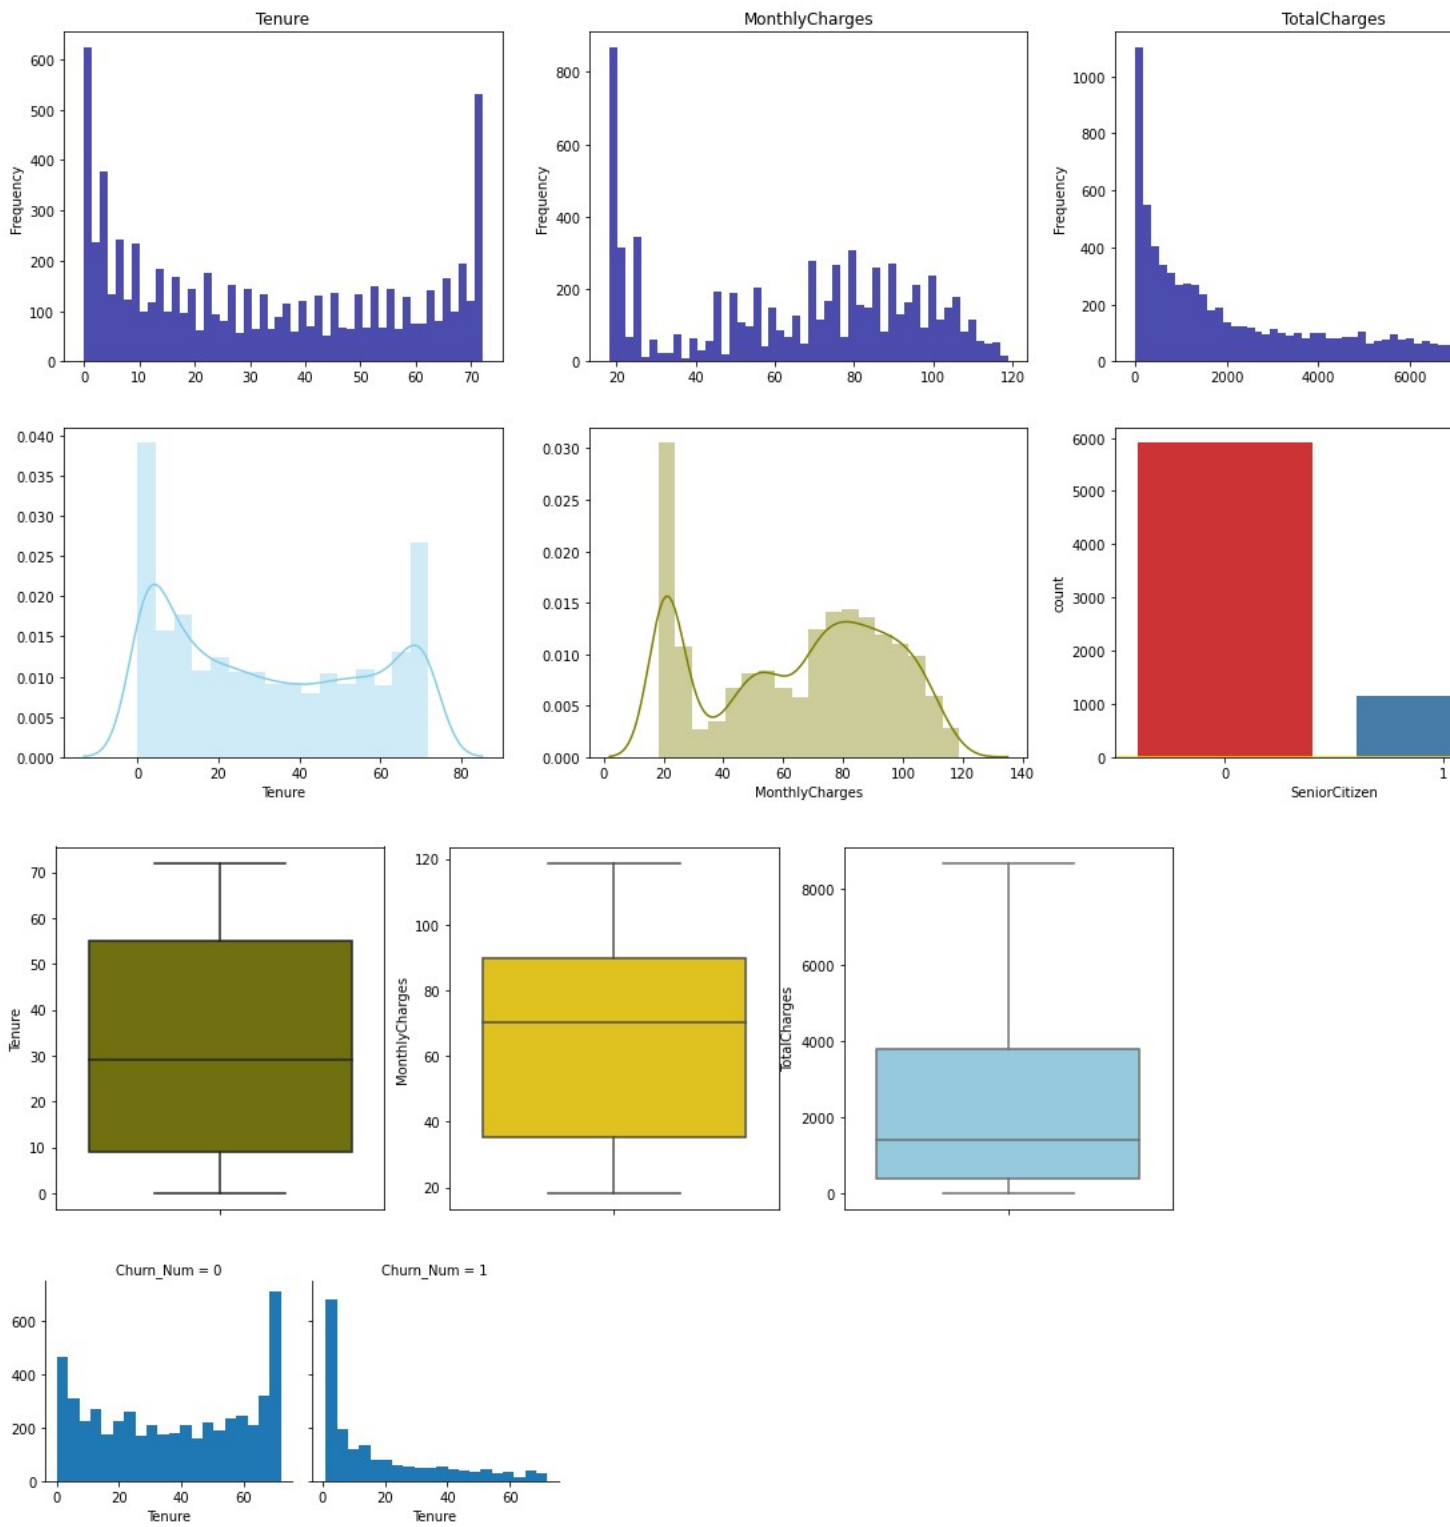 Tenure
600
500
400
300
200
100
0
Frequency
0 10 20 30 40 50 60 70
MonthlyCharges
800
600
400
200
0
Frequency
20 40 60 80 100 120
TotalCharges
1000
800
600
400
200
0
Frequency
0 2000 4000 6000
0.040
0.035
0.030
0.025
0.020
0.015
0.010
0.005
0.000
0 20 40 60 80
Tenure
0.030
0.025
0.020
0.015
0.010
0.005
0.000
0 20 40 60 80 100 120 140
MonthlyCharges
6000
5000
4000
3000
2000
1000
0
count
0 1
SeniorCitizen
70
60
50
40
30
20
10
0
Tenure
120
100
80
60
40
20
MonthlyCharges
8000
6000
4000
2000
0
TotalCharges
Churn_Num = 0
600
400
200
0
0 20 40 60
Tenure
Churn_Num = 1
0 20 40 60
Tenure